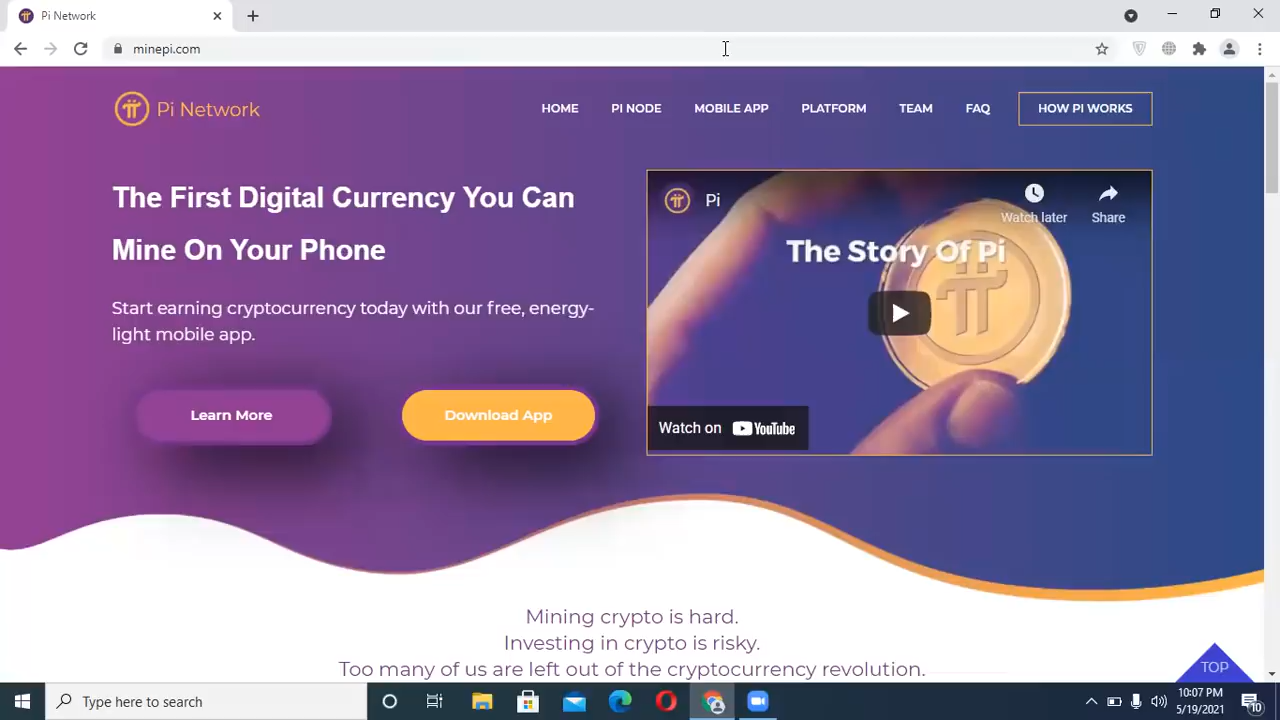 Pi Network
minepi.com
Pi Network
HOME
PI NODE
MOBILE APP
PLATFORM
TEAM
FAQ
HOW PI WORKS
The First Digital Currency You Can
Mine On Your Phone
Start earning cryptocurrency today with our free, energy-
light mobile app.
Learn More
Download App
Pi
Watch later
Share
The Story Of Pi
Watch on YouTube
Mining crypto is hard.
Investing in crypto is risky.
Too many of us are left out of the cryptocurrency revolution.
TOP
Type here to search
10:07 PM
5/19/2021
10